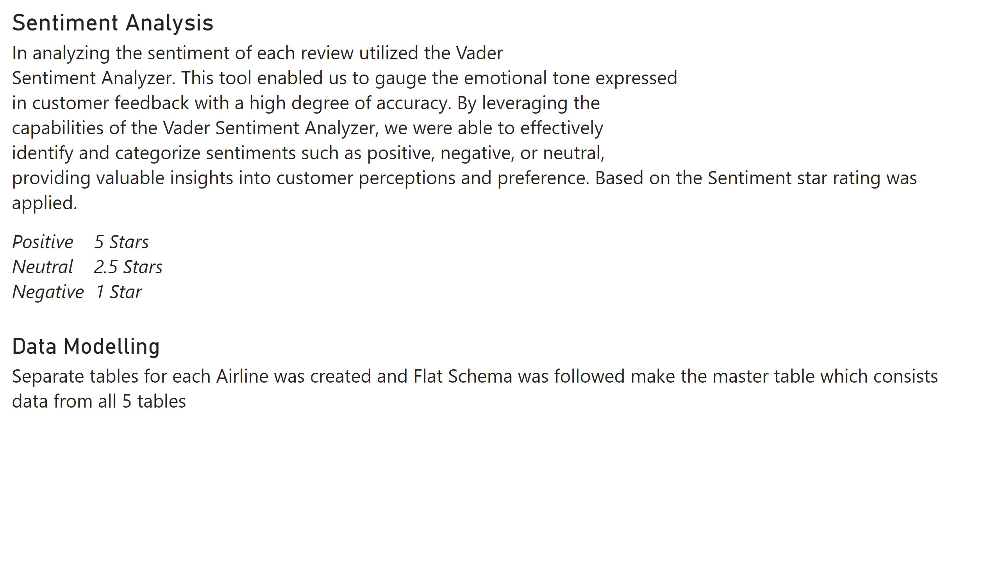 Sentiment Analysis
In analyzing the sentiment of each review utilized the Vader
Sentiment Analyzer. This tool enabled us to gauge the emotional tone expressed
in customer feedback with a high degree of accuracy. By leveraging the
capabilities of the Vader Sentiment Analyzer, we were able to effectively
identify and categorize sentiments such as positive, negative, or neutral,
providing valuable insights into customer perceptions and preference. Based on the Sentiment star rating was
applied.
Positive 5 Stars
Neutral 2.5 Stars
Negative 1 Star
Data Modelling
Separate tables for each Airline was created and Flat Schema was followed make the master table which consists
data from all 5 tables